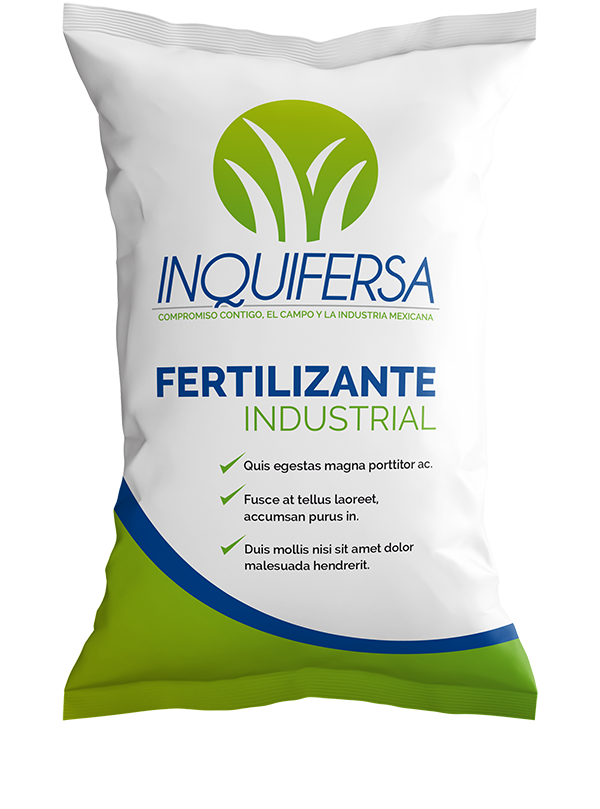 INQUIFERSA
COMPROMISO CONTIGO, EL CAMPO Y LA INDUSTRIA MEXICANA
FERTILIZANTE
INDUSTRIAL
Quis egestas magna porttitor ac.
Fusce at tellus laoreet,
accumsan purus in.
Duis mollis nisi sit amet dolor
malesuada hendrerit.